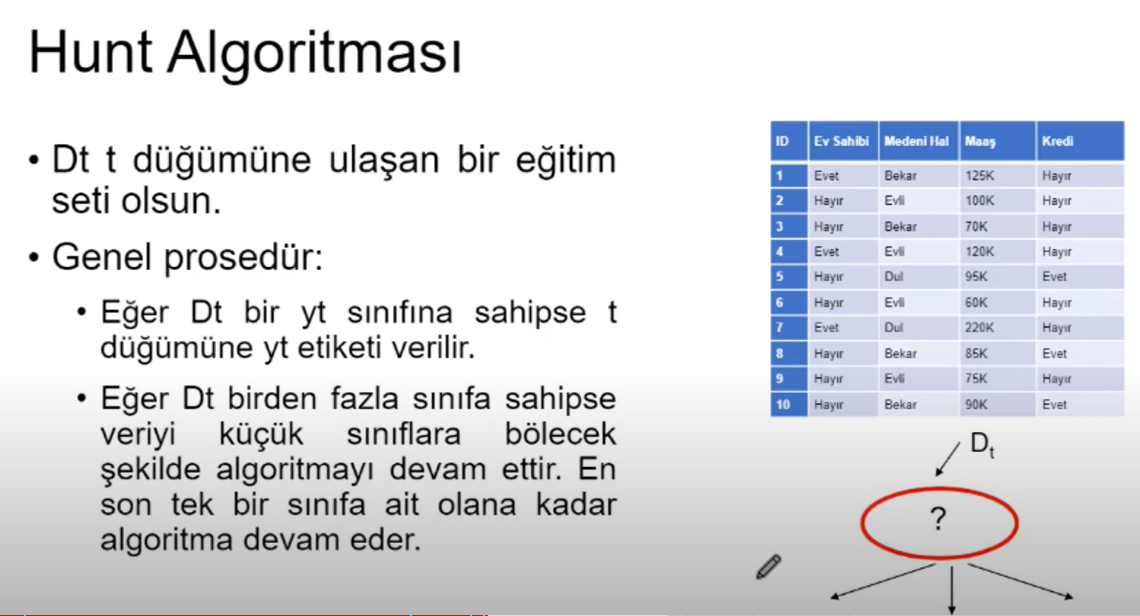 Hunt Algoritması
• Dt t düğümüne ulaşan bir eğitim
seti olsun.
• Genel prosedür:
• Eğer Dt bir yt sınıfına sahipse t
düğümüne yt etiketi verilir.
• Eğer Dt birden fazla sınıfa sahipse
veriyi küçük sınıflara bölecek
şekilde algoritmayı devam ettir. En
son tek bir sınıfa ait olana kadar
algoritma devam eder.
ID Ev Sahibi Medeni Hal Maaş Kredi
1 Evet Bekar 125K Hayır
2 Hayır Evli 100K Hayır
3 Hayır Bekar 70K Hayır
4 Evet Evli 120K Hayır
5 Hayır Dul 95K Evet
6 Hayır Evli 60K Hayır
7 Evet Dul 220K Hayır
8 Hayır Bekar 85K Evet
9 Hayır Evli 75K Hayır
10 Hayır Bekar 90K Evet
Dt
?